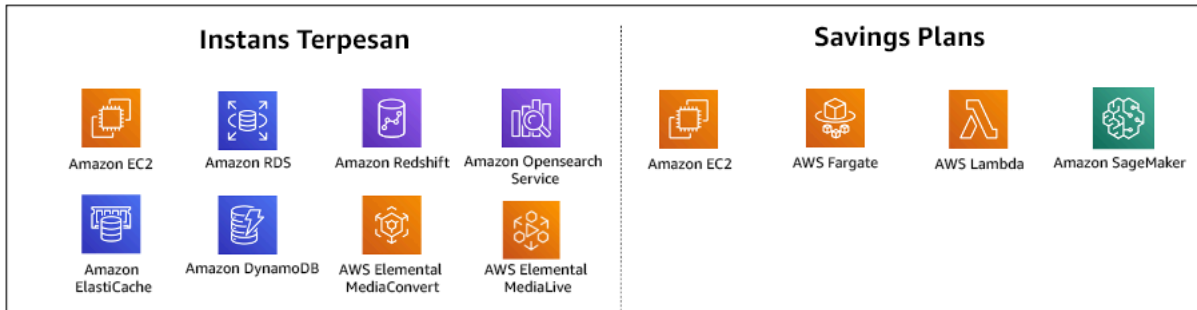 Instans Terpesan
Amazon EC2
Amazon RDS
Amazon Redshift
Amazon Opensearch
Service
Amazon
ElastiCache
Amazon DynamoDB
AWS Elemental
MediaConvert
AWS Elemental
MediaLive
Savings Plans
Amazon EC2
AWS Fargate
AWS Lambda
Amazon SageMaker